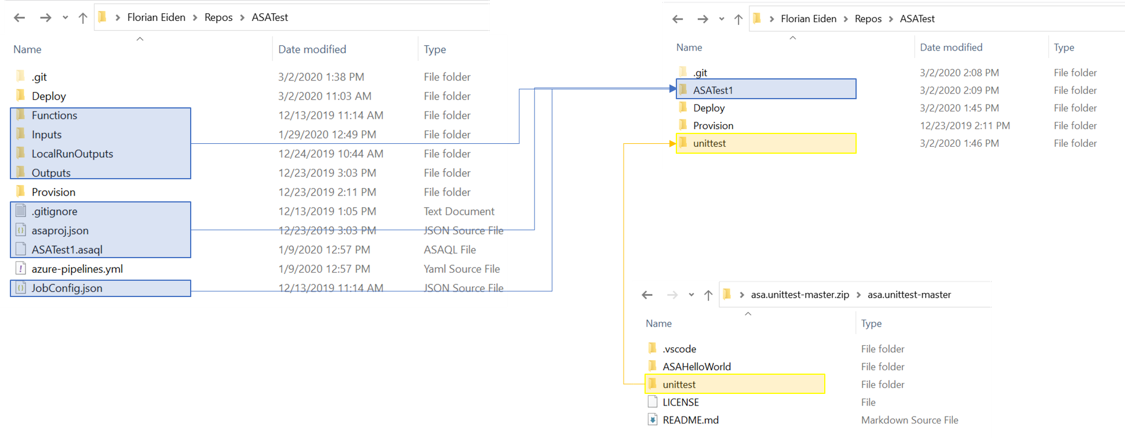 Florian Eiden > Repos > ASATest
Name Date modified Type
.git 3/2/2020 1:38 PM File folder
Deploy 3/2/2020 11:03 AM File folder
Functions 12/13/2019 11:14 AM File folder
Inputs 1/29/2020 12:49 PM File folder
LocalRunOutputs 12/24/2019 10:44 AM File folder
Outputs 12/23/2019 3:03 PM File folder
Provision 12/23/2019 2:11 PM File folder
.gitignore 12/13/2019 1:05 PM Text Document
asaproj.json 12/23/2019 3:03 PM JSON Source File
ASATest1.asaql 1/9/2020 12:57 PM ASAQL File
azure-pipelines.yml 1/9/2020 12:57 PM Yaml Source File
JobConfig.json 12/13/2019 11:14 AM JSON Source File
Florian Eiden > Repos > ASATest
Name Date modified Type
.git 3/2/2020 2:08 PM File folder
ASATest1 3/2/2020 2:09 PM File folder
Deploy 3/2/2020 1:45 PM File folder
Provision 12/23/2019 2:11 PM File folder
unittest 3/2/2020 1:46 PM File folder
asa.unittest-master.zip > asa.unittest-master
Name Type
.vscode File folder
ASAHelloWorld File folder
unittest File folder
LICENSE File
README.md Markdown Source File